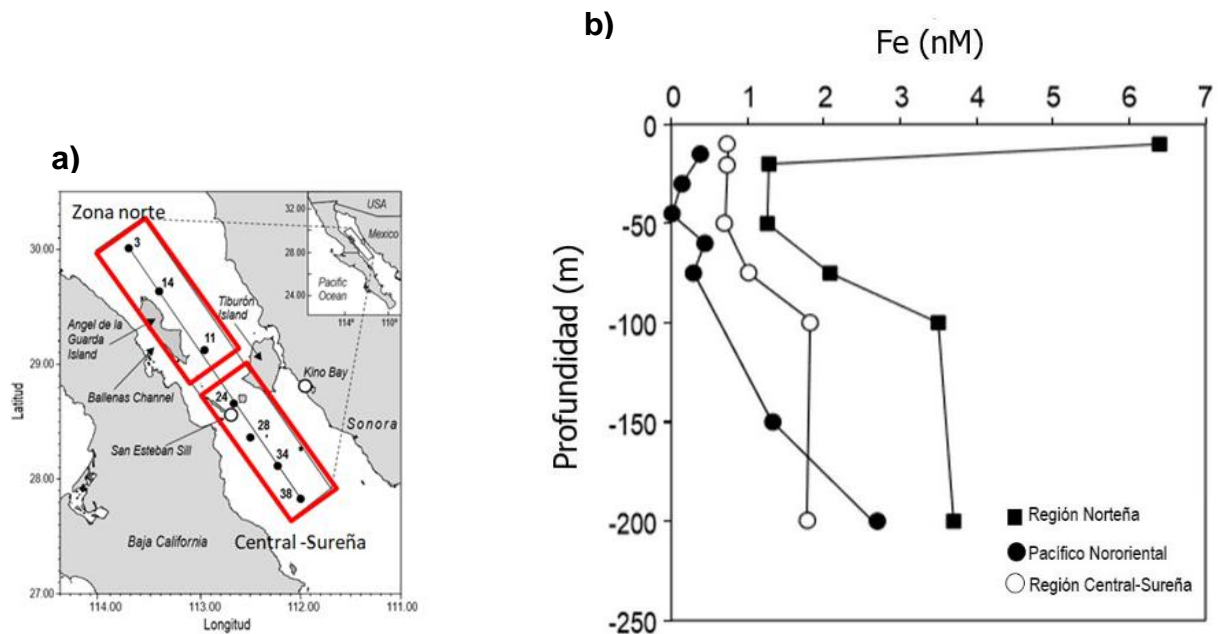 a)
Zona norte
32.00
30.00
28.00
24.00
USA
Mexico
Pacific
Ocean
114°
110°
3
14
11
Tiburón
Island
Angel de la
Guarda
Island
Ballenas Channel
Kino Bay
24
28
34
38
Sonora
San Esteban Sill
Baja California
Central -Sureña
Latitud
30.00
29.00
28.00
27.00
114.00
113.00
112.00
111.00
Longitud
b)
Fe (nM)
0 1 2 3 4 5 6 7
0
-50
-100
-150
-200
-250
Profundidad (m)
Región Norteña
Pacífico Nororiental
Región Central-Sureña